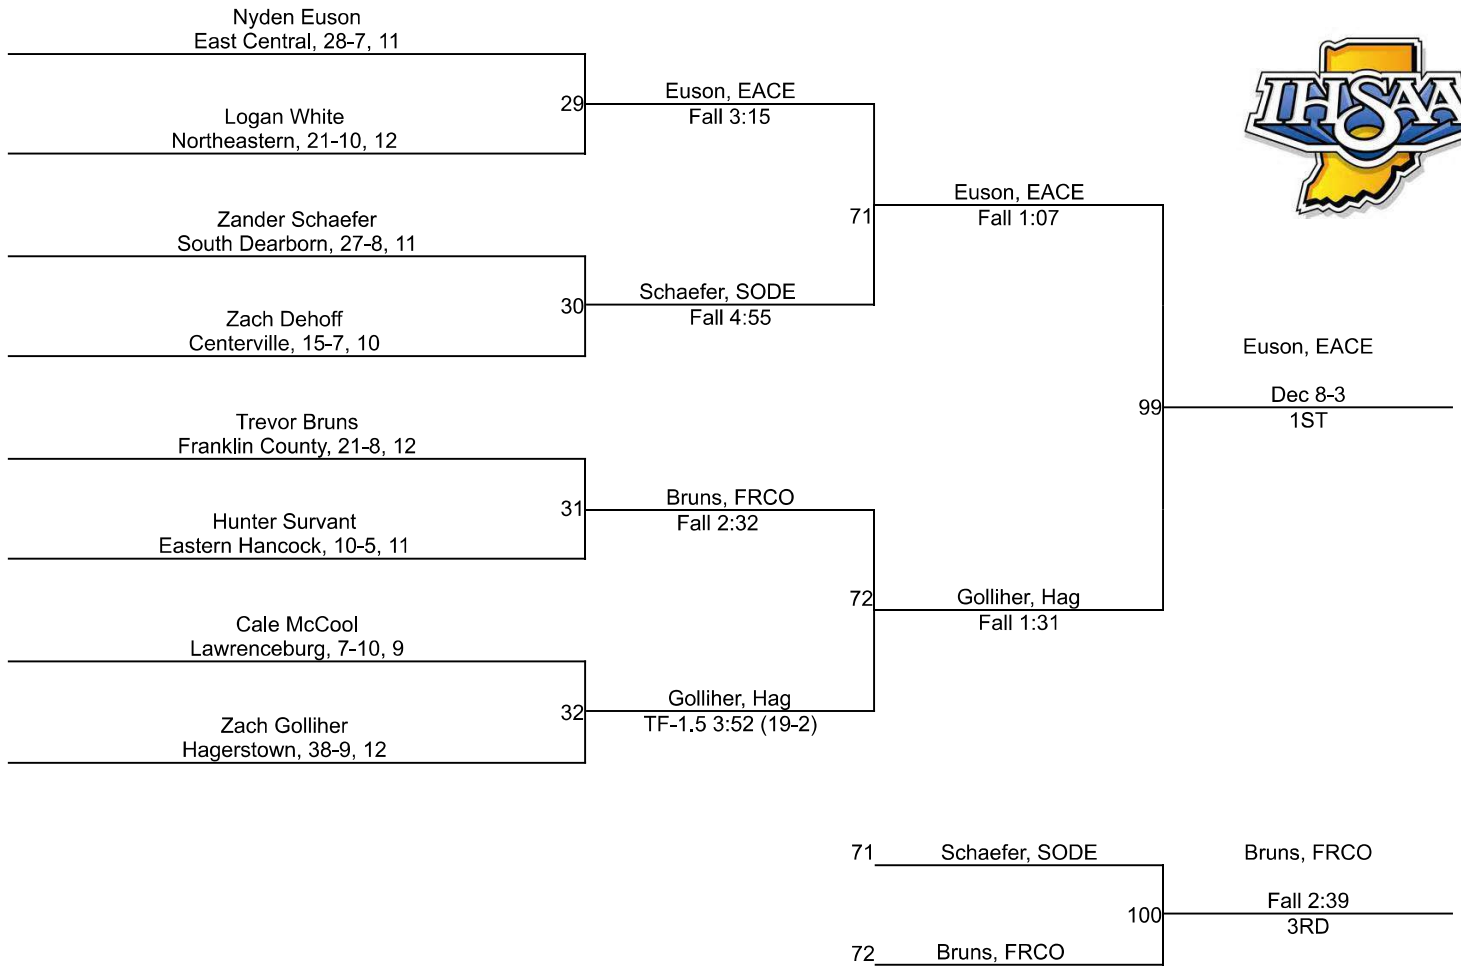 Nyden Euson
East Central, 28-7, 11
Logan White
Northeastern, 21-10, 12
Zander Schaefer
South Dearborn, 27-8, 11
Zach Dehoff
Centerville, 15-7, 10
Trevor Bruns
Franklin County, 21-8, 12
Hunter Survant
Eastern Hancock, 10-5, 11
Cale McCool
Lawrenceburg, 7-10, 9
Zach Golliher
Hagerstown, 38-9, 12
29
Euson, EACE
Fall 3:15
30
Schaefer, SODE
Fall 4:55
31
Bruns, FRCO
Fall 2:32
32
Golliher, Hag
TF-1.5 3:52 (19-2)
71
Euson, EACE
Fall 1:07
72
Golliher, Hag
Fall 1:31
99
Euson, EACE
Dec 8-3
1ST
IHSAA
71
Schaefer, SODE
72
Bruns, FRCO
100
Bruns, FRCO
Fall 2:39
3RD